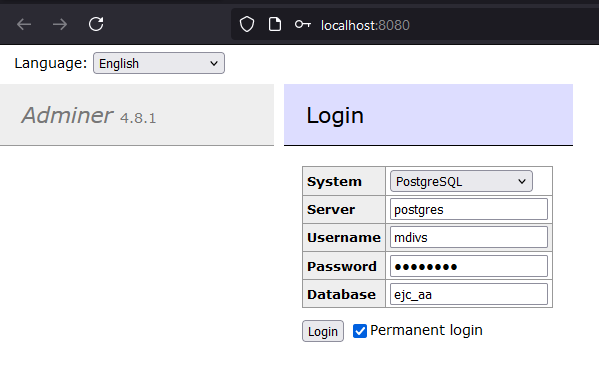 localhost:8080
Language: English
Adminer 4.8.1
Login
System PostgreSQL
Server postgres
Username mdivs
Password ●●●●●●●●
Database ejc_aa
Login Permanent login